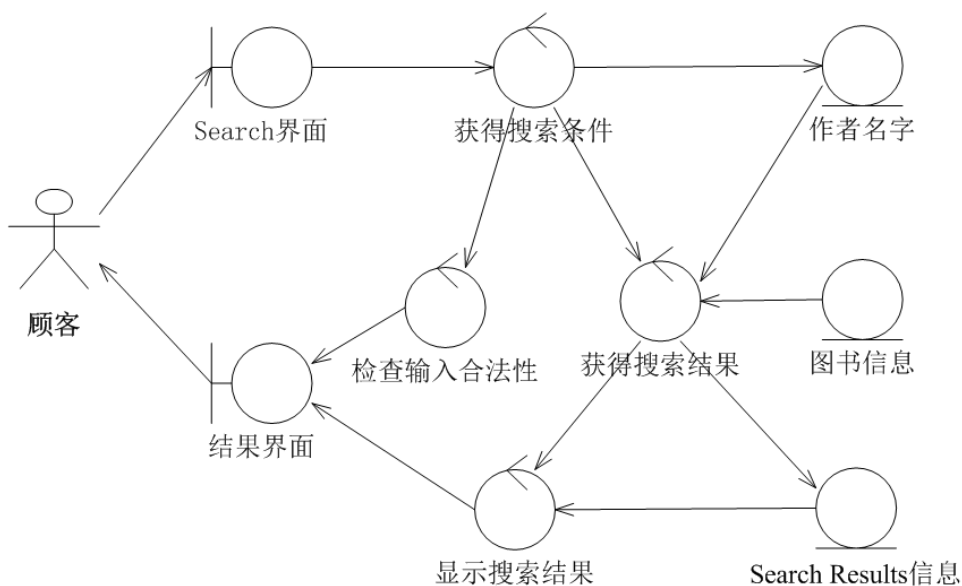 Search界面
获得搜索条件
作者名字
顾客
检查输入合法性
获得搜索结果
图书信息
结果界面
显示搜索结果
Search Results信息